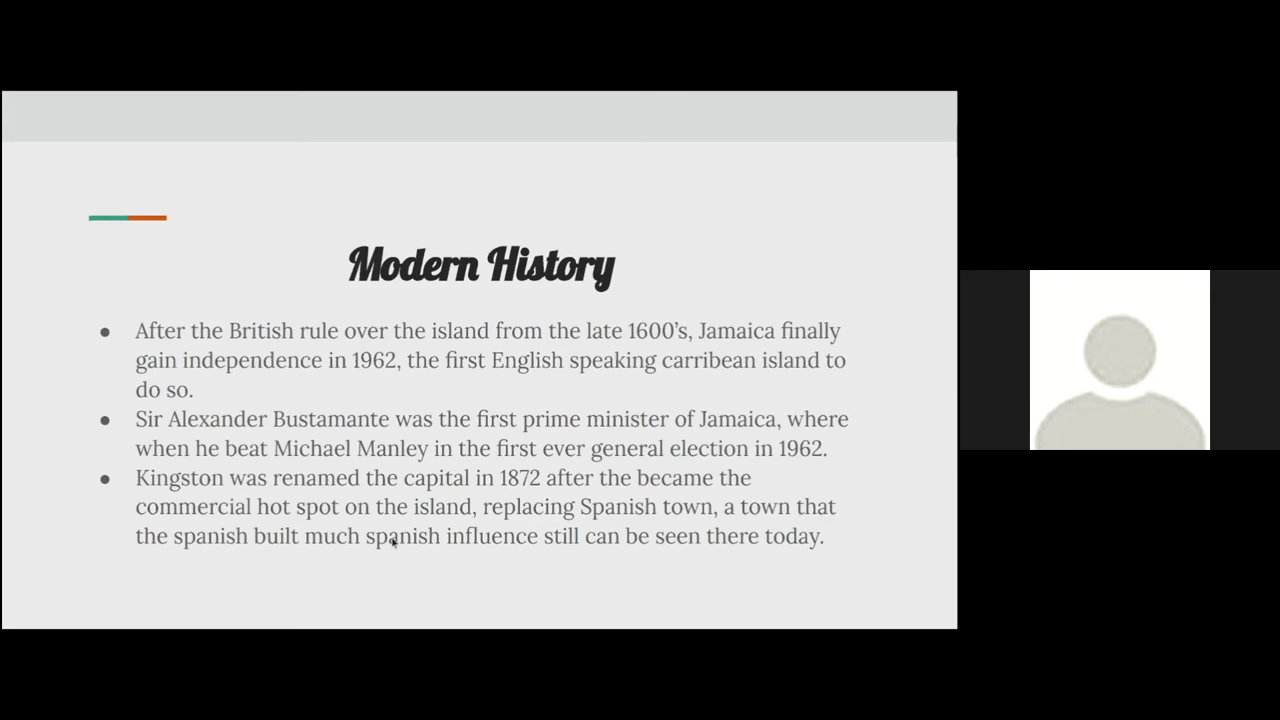 Modern History
● After the British rule over the island from the late 1600’s, Jamaica finally
gain independence in 1962, the first English speaking carribean island to
do so.
● Sir Alexander Bustamante was the first prime minister of Jamaica, where
when he beat Michael Manley in the first ever general election in 1962.
● Kingston was renamed the capital in 1872 after the became the
commercial hot spot on the island, replacing Spanish town, a town that
the spanish built much spanish influence still can be seen there today.